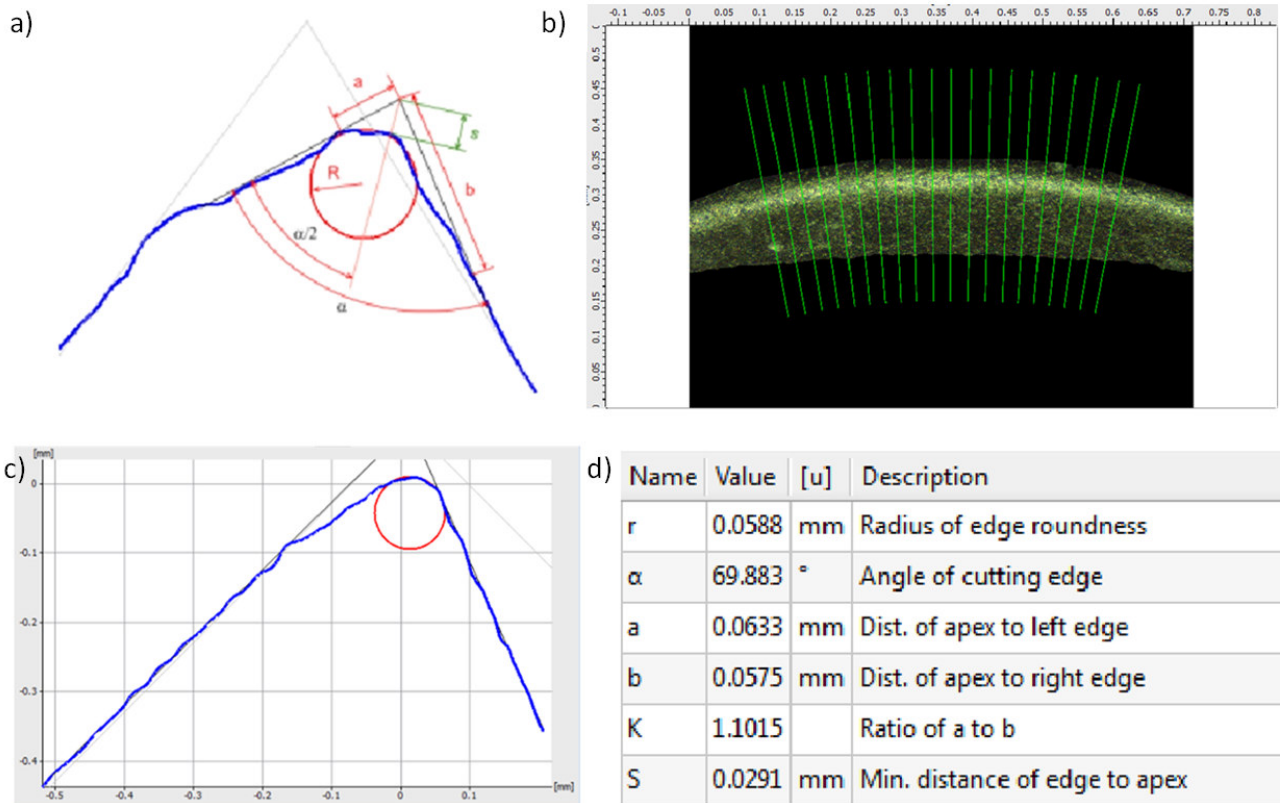 a)
a
s
R
b
α/2
α
b)
-0.1 0 0.05 0.1 0.15 0.2 0.25 0.3 0.35 0.4 0.45 0.5 0.55 0.6 0.65 0.7 0.8
0.45
0.4
0.35
0.3
0.25
0.2
0.15
0.1
0.05
c)
[mm]
0
-0.1
-0.2
-0.3
-0.4
-0.5 -0.4 -0.3 -0.2 -0.1 0 0.1 [mm]
d)
Name Value [u] Description
r 0.0588 mm Radius of edge roundness
α 69.883 ° Angle of cutting edge
a 0.0633 mm Dist. of apex to left edge
b 0.0575 mm Dist. of apex to right edge
K 1.1015 Ratio of a to b
S 0.0291 mm Min. distance of edge to apex